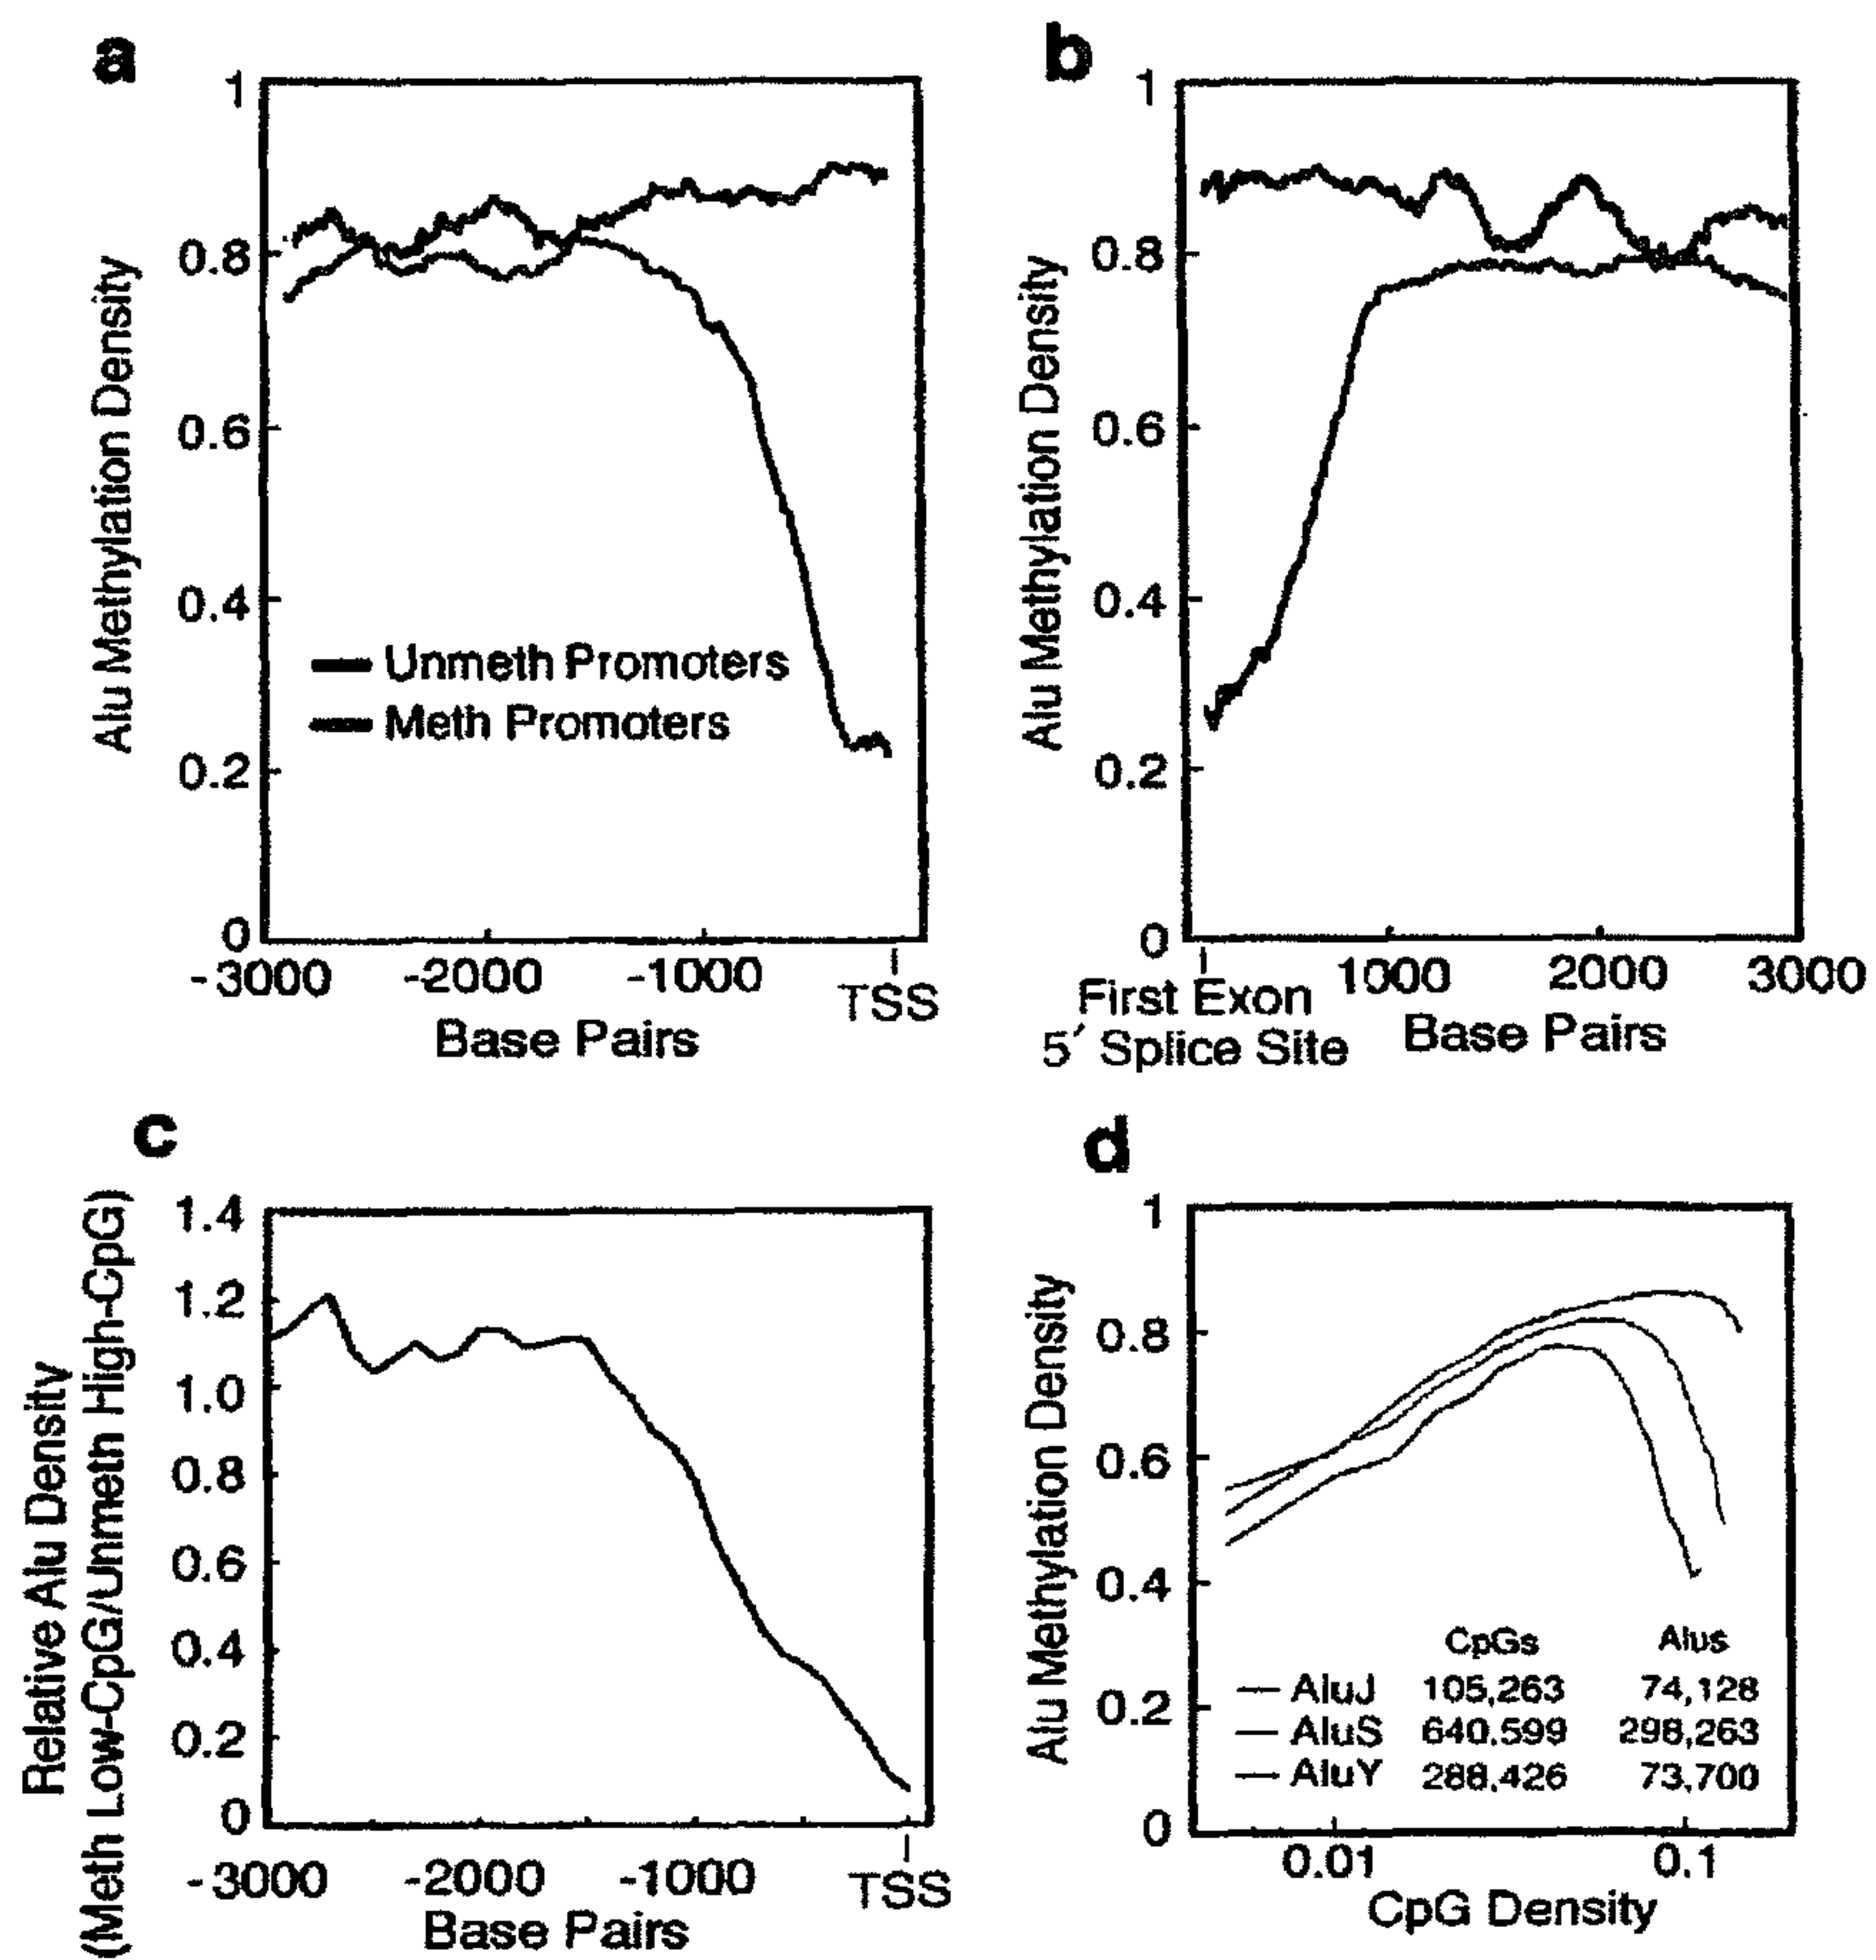 a
1
0.8
0.6
0.4
0.2
0
Alu Methylation Density
Unmeth Promoters
Meth Promoters
-3000 -2000 -1000 TSS
Base Pairs
b
1
0.8
0.6
0.4
0.2
0
Alu Methylation Density
First Exon
5´ Splice Site
1000 2000 3000
Base Pairs
c
1.4
1.2
1.0
0.8
0.6
0.4
0.2
0
Relative Alu Density
(Meth Low-CpG/Unmeth High-CpG)
-3000 -2000 -1000 TSS
Base Pairs
d
1
0.8
0.6
0.4
0.2
0
Alu Methylation Density
CpGs Alus
AluJ 105,263 74,128
AluS 640,599 298,263
AluY 288,426 73,700
0.01 0.1
CpG Density